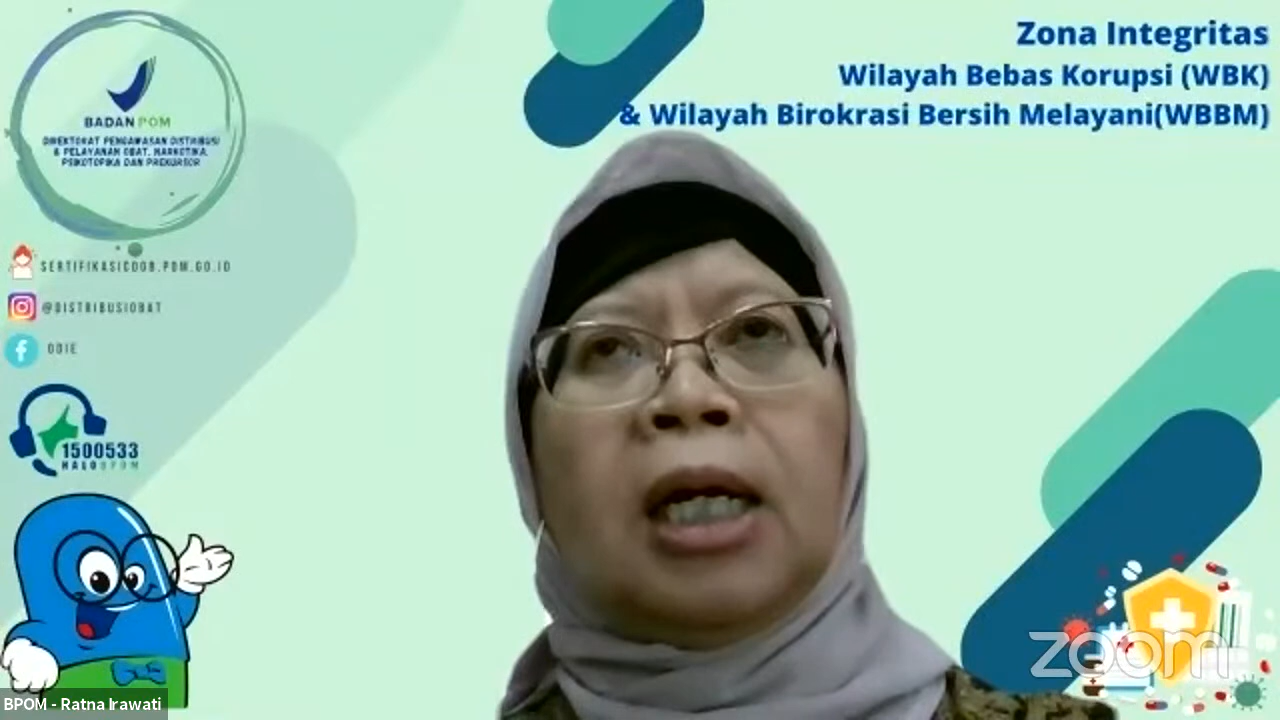 Zona Integritas
Wilayah Bebas Korupsi (WBK)
& Wilayah Birokrasi Bersih Melayani(WBBM)
BADAN POM
DIREKTORAT PENGAWASAN DISTRIBUSI
& PELAYANAN OBAT, NARKOTIKA,
PSIKOTOPIKA DAN PREKURSOR
SERTIFIKASICDOB.POM.GO.ID
@DISTRIBUSIOBAT
ODIE
1500533
HALOBPOM
zoom
BPOM - Ratna Irawati